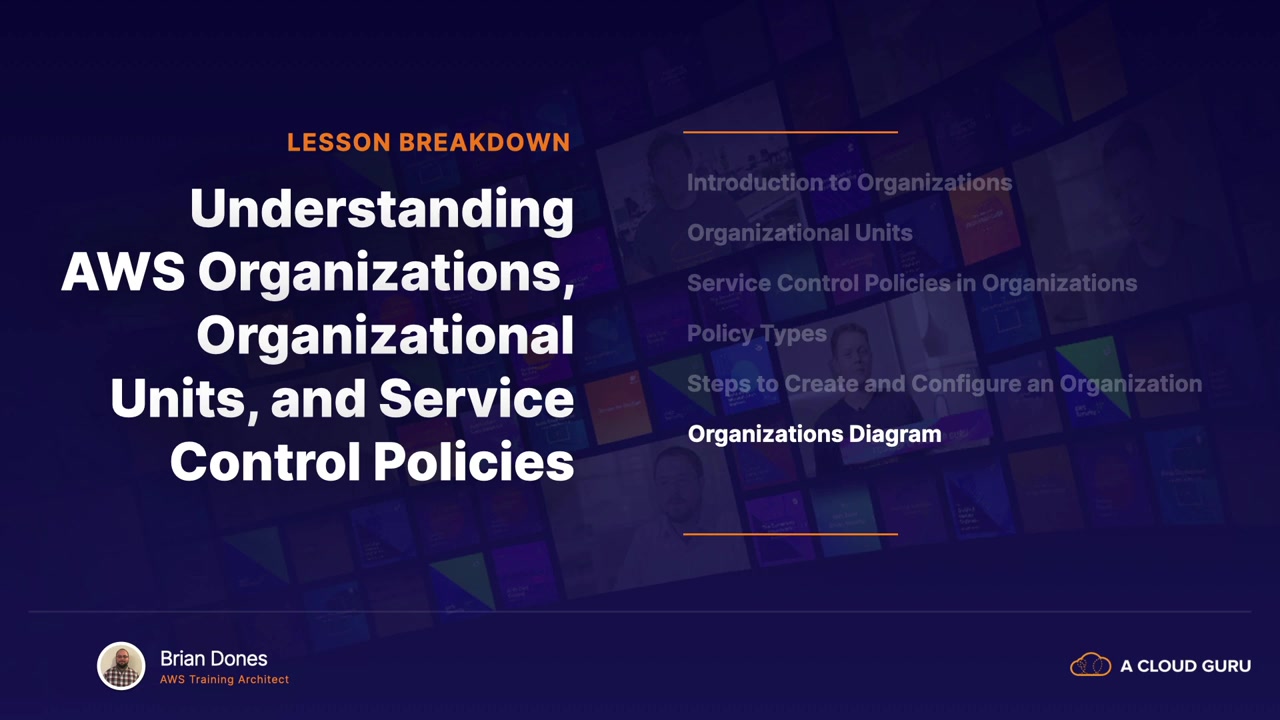 LESSON BREAKDOWN
Understanding
AWS Organizations,
Organizational
Units, and Service
Control Policies
Introduction to Organizations
Organizational Units
Service Control Policies in Organizations
Policy Types
Steps to Create and Configure an Organization
Organizations Diagram
Brian Dones
AWS Training Architect
A CLOUD GURU